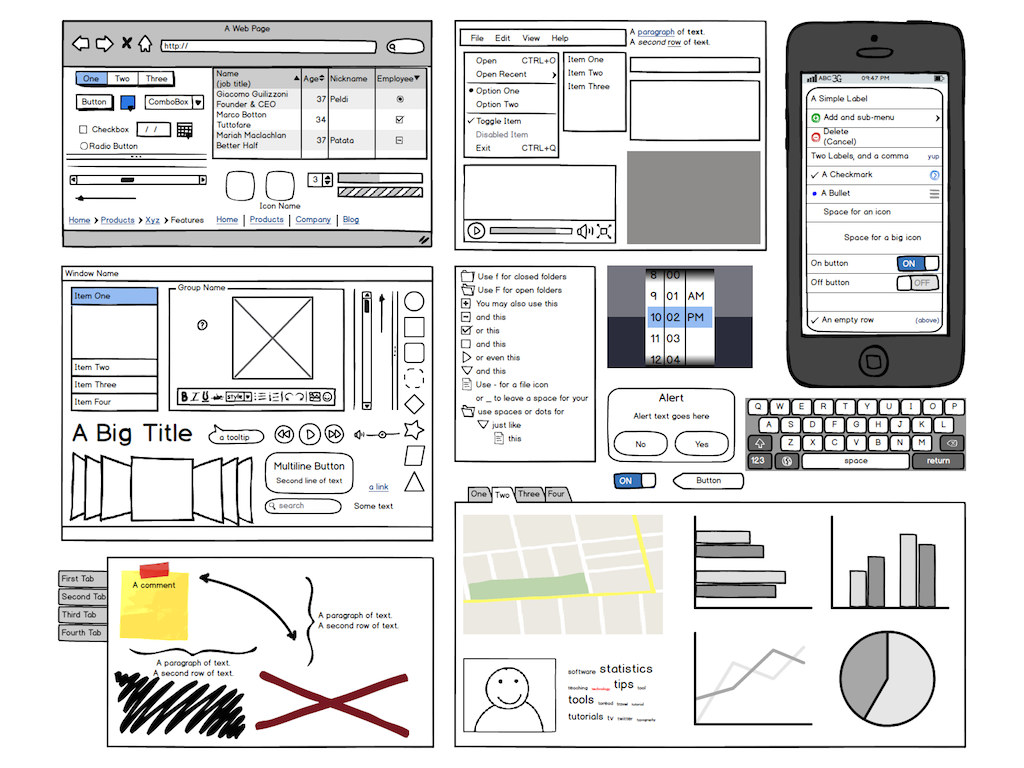 A Web Page
http://
One Two Three
Button
ComboBox
Checkbox
/ /
Radio Button
Name
(job title)
Age
Nickname
Employee
Giacomo Guilizzoni
Founder & CEO
37
Peldi
Marco Botton
Tuttofare
34
Mariah Maclachlan
Better Half
37
Patata
3
Icon Name
Home Products Xyz Features
Home Products Company Blog
File Edit View Help
Open CTRL+O
Open Recent
Option One
Option Two
Toggle Item
Disabled Item
Exit CTRL+Q
Item One
Item Two
Item Three
A paragraph of text.
A second row of text.
ABC 3G 09:47 PM
A Simple Label
Add and sub-menu
Delete
(Cancel)
Two Labels, and a comma yup
A Checkmark
A Bullet
Space for an icon
Space for a big icon
On button ON
Off button OFF
An empty row (above)
Window Name
Item One
Item Two
Item Three
Item Four
Group Name
?
B I U abc style
A Big Title
a tooltip
Multiline Button
Second line of text
search
a link
Some text
Use f for closed folders
Use F for open folders
You may also use this
and this
or this
and this
or even this
and this
Use - for a file icon
or _ to leave a space for your
use spaces or dots for
just like
this
8 00
9 01 AM
10 02 PM
11 03
12 04
Alert
Alert text goes here
No Yes
ON
Button
Q W E R T Y U I O P
A S D F G H J K L
Z X C V B N M
123 space return
First Tab
Second Tab
Third Tab
Fourth Tab
A comment
A paragraph of text.
A second row of text.
A paragraph of text.
A second row of text.
One Two Three Four
software statistics
teaching technology tips tool
tools toread travel tutorial
tutorials tv twitter typography